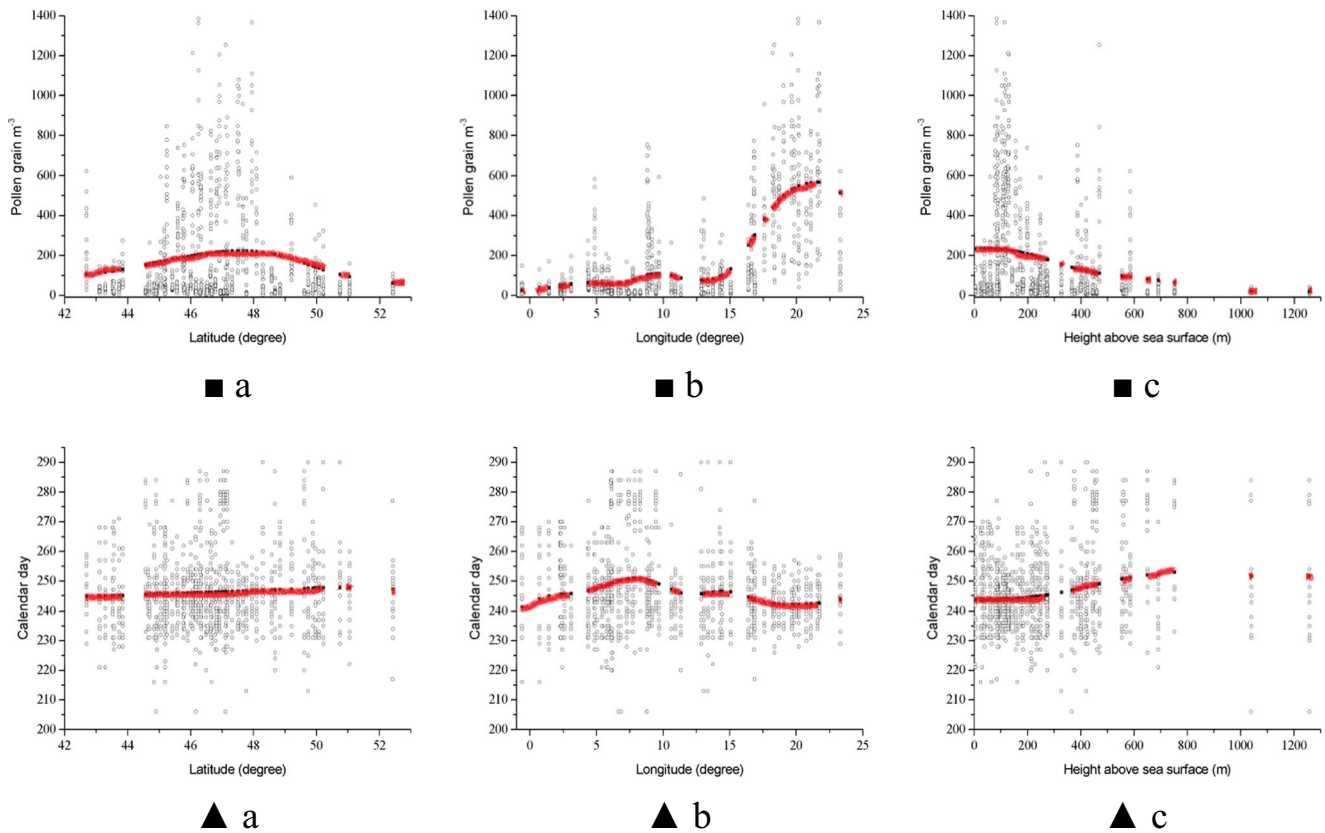 1400
1200
1000
800
600
400
200
0
Pollen grain m-3
42 44 46 48 50 52
Latitude (degree)
■ a
1400
1200
1000
800
600
400
200
0
Pollen grain m-3
0 5 10 15 20 25
Longitude (degree)
■ b
1400
1200
1000
800
600
400
200
0
Pollen grain m-3
0 200 400 600 800 1000 1200
Height above sea surface (m)
■ c
290
280
270
260
250
240
230
220
210
200
Calendar day
42 44 46 48 50 52
Latitude (degree)
▲ a
290
280
270
260
250
240
230
220
210
200
Calendar day
0 5 10 15 20 25
Longitude (degree)
▲ b
290
280
270
260
250
240
230
220
210
200
Calendar day
0 200 400 600 800 1000 1200
Height above sea surface (m)
▲ c